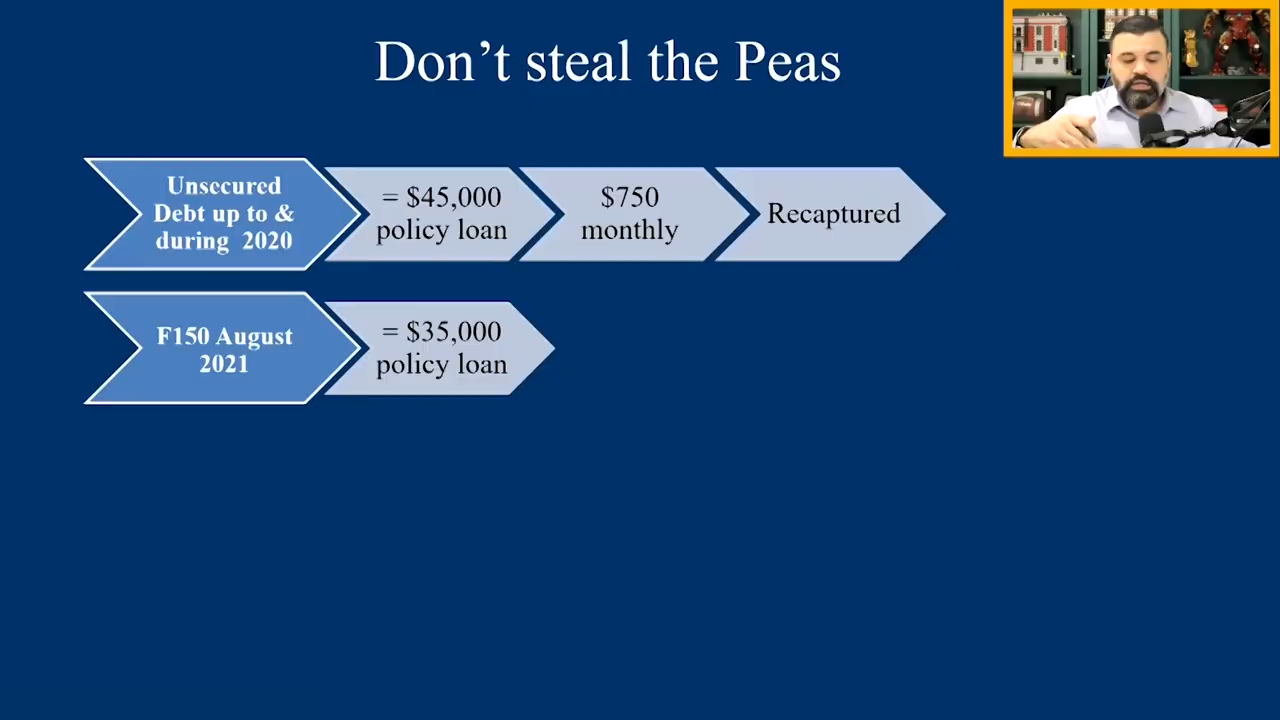 Don’t steal the Peas
Unsecured
Debt up to &
during 2020
= $45,000
policy loan
$750
monthly
Recaptured
F150 August
2021
= $35,000
policy loan